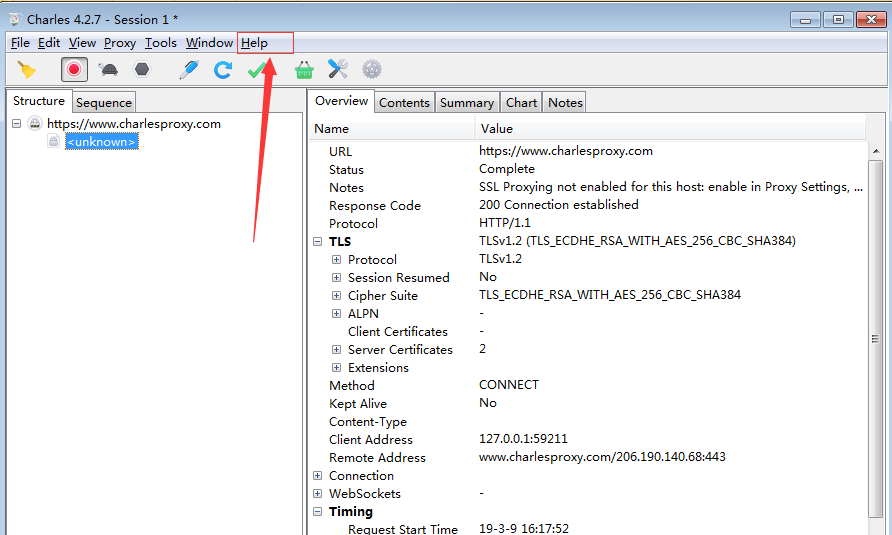 Charles 4.2.7 - Session 1 *
File Edit View Proxy Tools Window Help
Structure Sequence
https://www.charlesproxy.com
<unknown>
Overview Contents Summary Chart Notes
Name Value
URL https://www.charlesproxy.com
Status Complete
Notes SSL Proxying not enabled for this host: enable in Proxy Settings, ...
Response Code 200 Connection established
Protocol HTTP/1.1
TLS TLSv1.2 (TLS_ECDHE_RSA_WITH_AES_256_CBC_SHA384)
Protocol TLSv1.2
Session Resumed No
Cipher Suite TLS_ECDHE_RSA_WITH_AES_256_CBC_SHA384
ALPN -
Client Certificates -
Server Certificates 2
Extensions
Method CONNECT
Kept Alive No
Content-Type
Client Address 127.0.0.1:59211
Remote Address www.charlesproxy.com/206.190.140.68:443
Connection
WebSockets -
Timing
Request Start Time 19-3-9 16:17:52